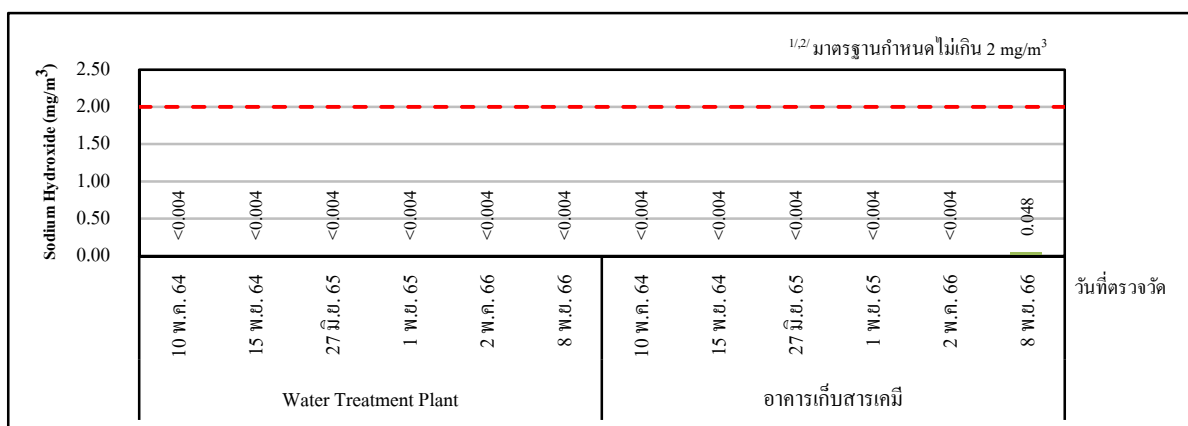 1/,2/ มาตรฐานกำหนดไม่เกิน 2 mg/m3
Sodium Hydroxide (mg/m3)
2.50
2.00
1.50
1.00
0.50
0.00
<0.004 <0.004 <0.004 <0.004 <0.004 <0.004 <0.004 <0.004 <0.004 <0.004 <0.004 0.048
10 พ.ค. 64 15 พ.ย. 64 27 มิ.ย. 65 1 พ.ย. 65 2 พ.ค. 66 8 พ.ย. 66 10 พ.ค. 64 15 พ.ย. 64 27 มิ.ย. 65 1 พ.ย. 65 2 พ.ค. 66 8 พ.ย. 66
วันที่ตรวจวัด
Water Treatment Plant อาคารเก็บสารเคมี